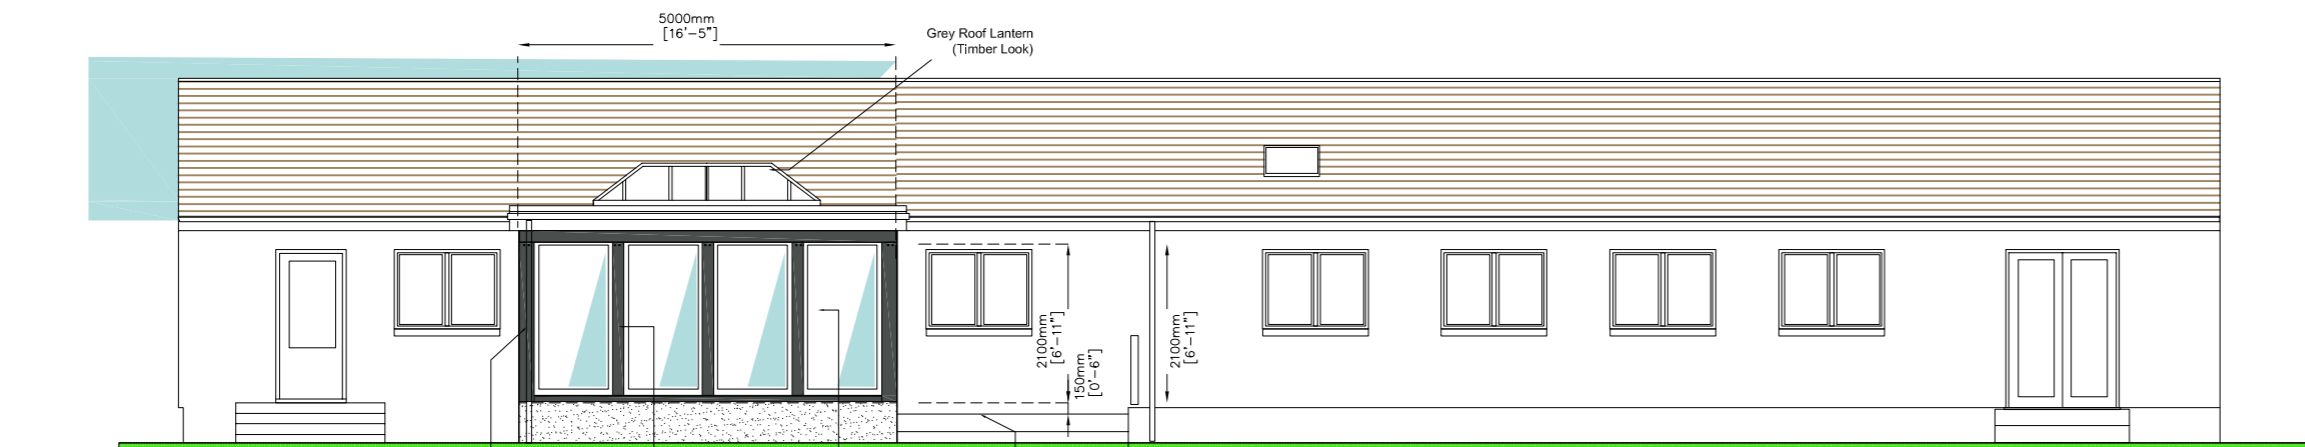 5000mm
[16'-5"]
Grey Roof Lantern
(Timber Look)
2100mm
[6'-11"]
150mm
[0'-6"]
2100mm
[6'-11"]